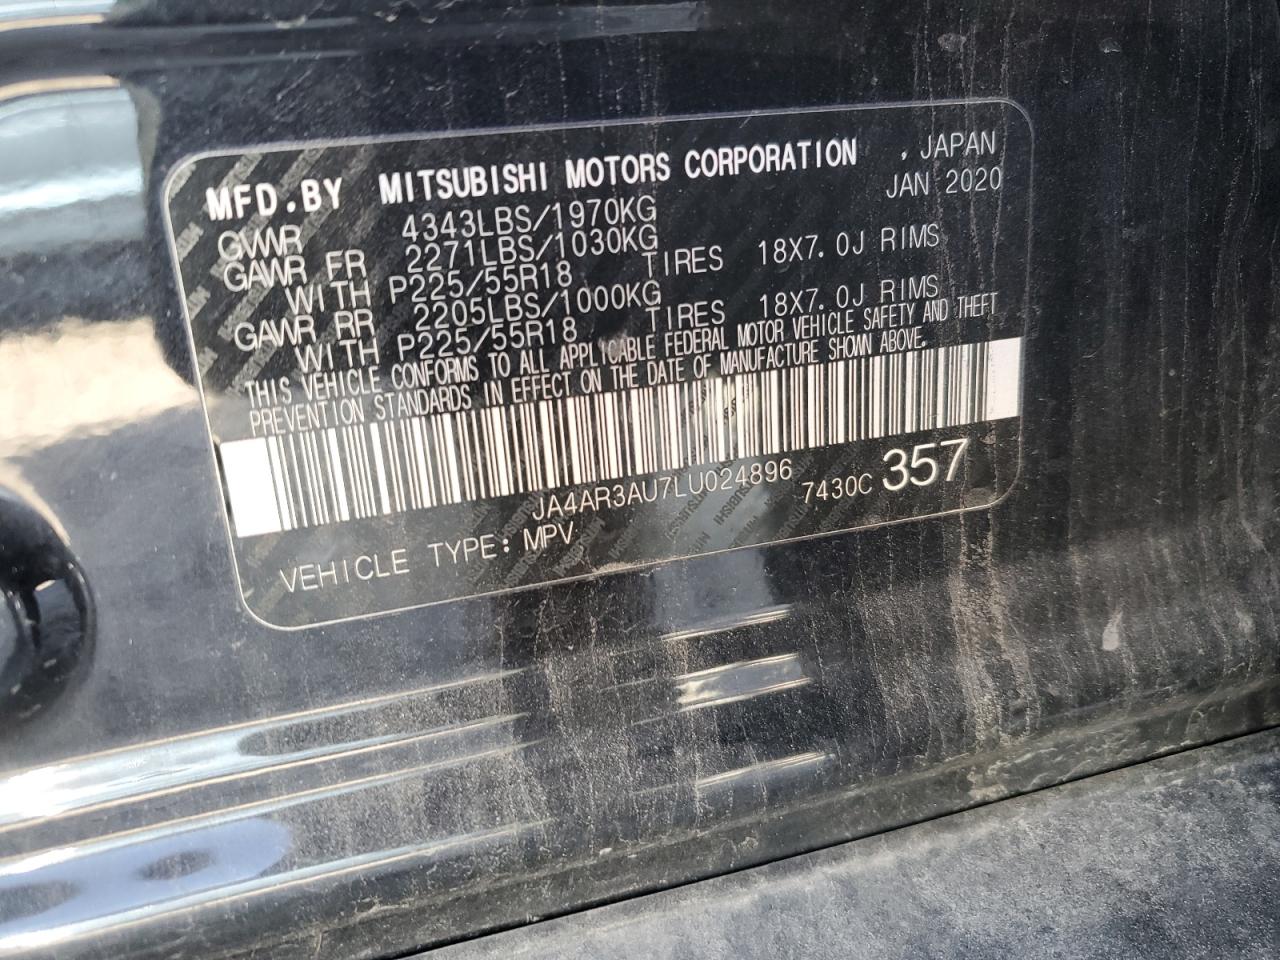 MFD.BY MITSUBISHI MOTORS CORPORATION , JAPAN
JAN 2020
GVWR 4343LBS/1970KG
GAWR FR 2271LBS/1030KG
WITH P225/55R18 TIRES 18X7.0J RIMS
GAWR RR 2205LBS/1000KG
WITH P225/55R18 TIRES 18X7.0J RIMS
THIS VEHICLE CONFORMS TO ALL APPLICABLE FEDERAL MOTOR VEHICLE SAFETY AND THEFT
PREVENTION STANDARDS IN EFFECT ON THE DATE OF MANUFACTURE SHOWN ABOVE.
JA4AR3AU7LU024896 7430C 357
VEHICLE TYPE: MPV